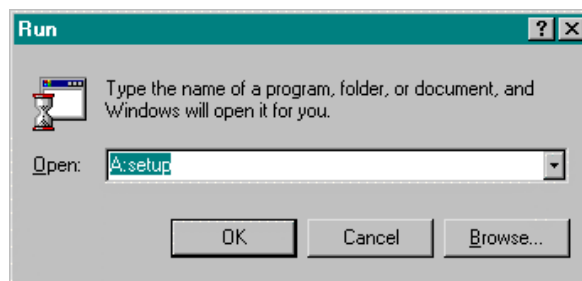 Run
Type the name of a program, folder, or document, and
Windows will open it for you.
Open: A:setup
OK Cancel Browse...